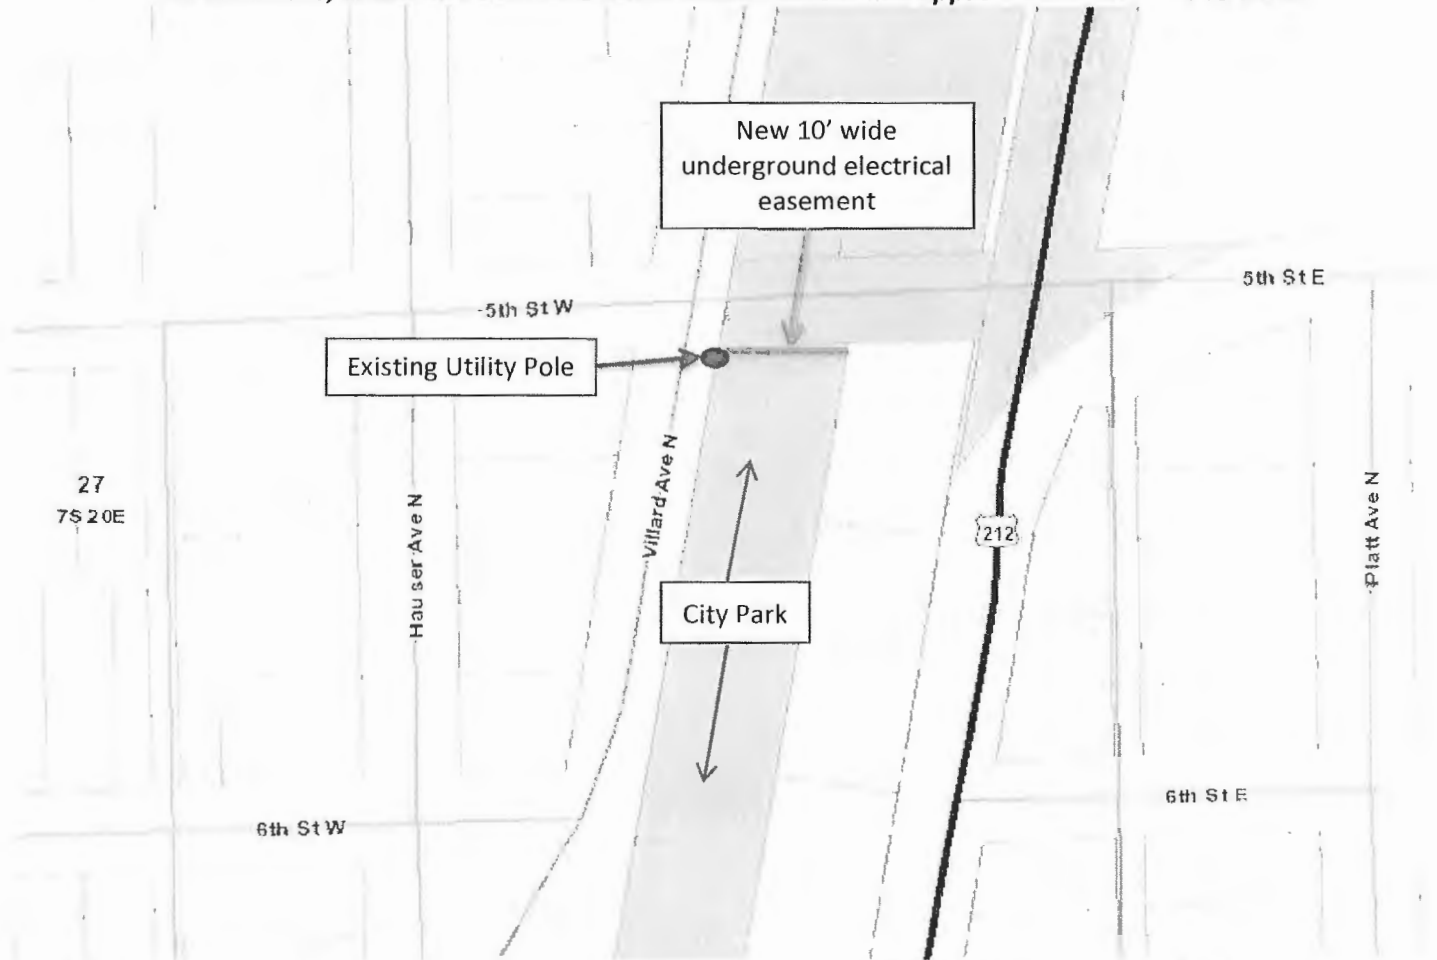 New 10' wide
underground electrical
easement
5th St E
5th St W
Existing Utility Pole
Villard Ave N
27
7S 20E
Hauser Ave N
212
Platt Ave N
City Park
6th St E
6th St W